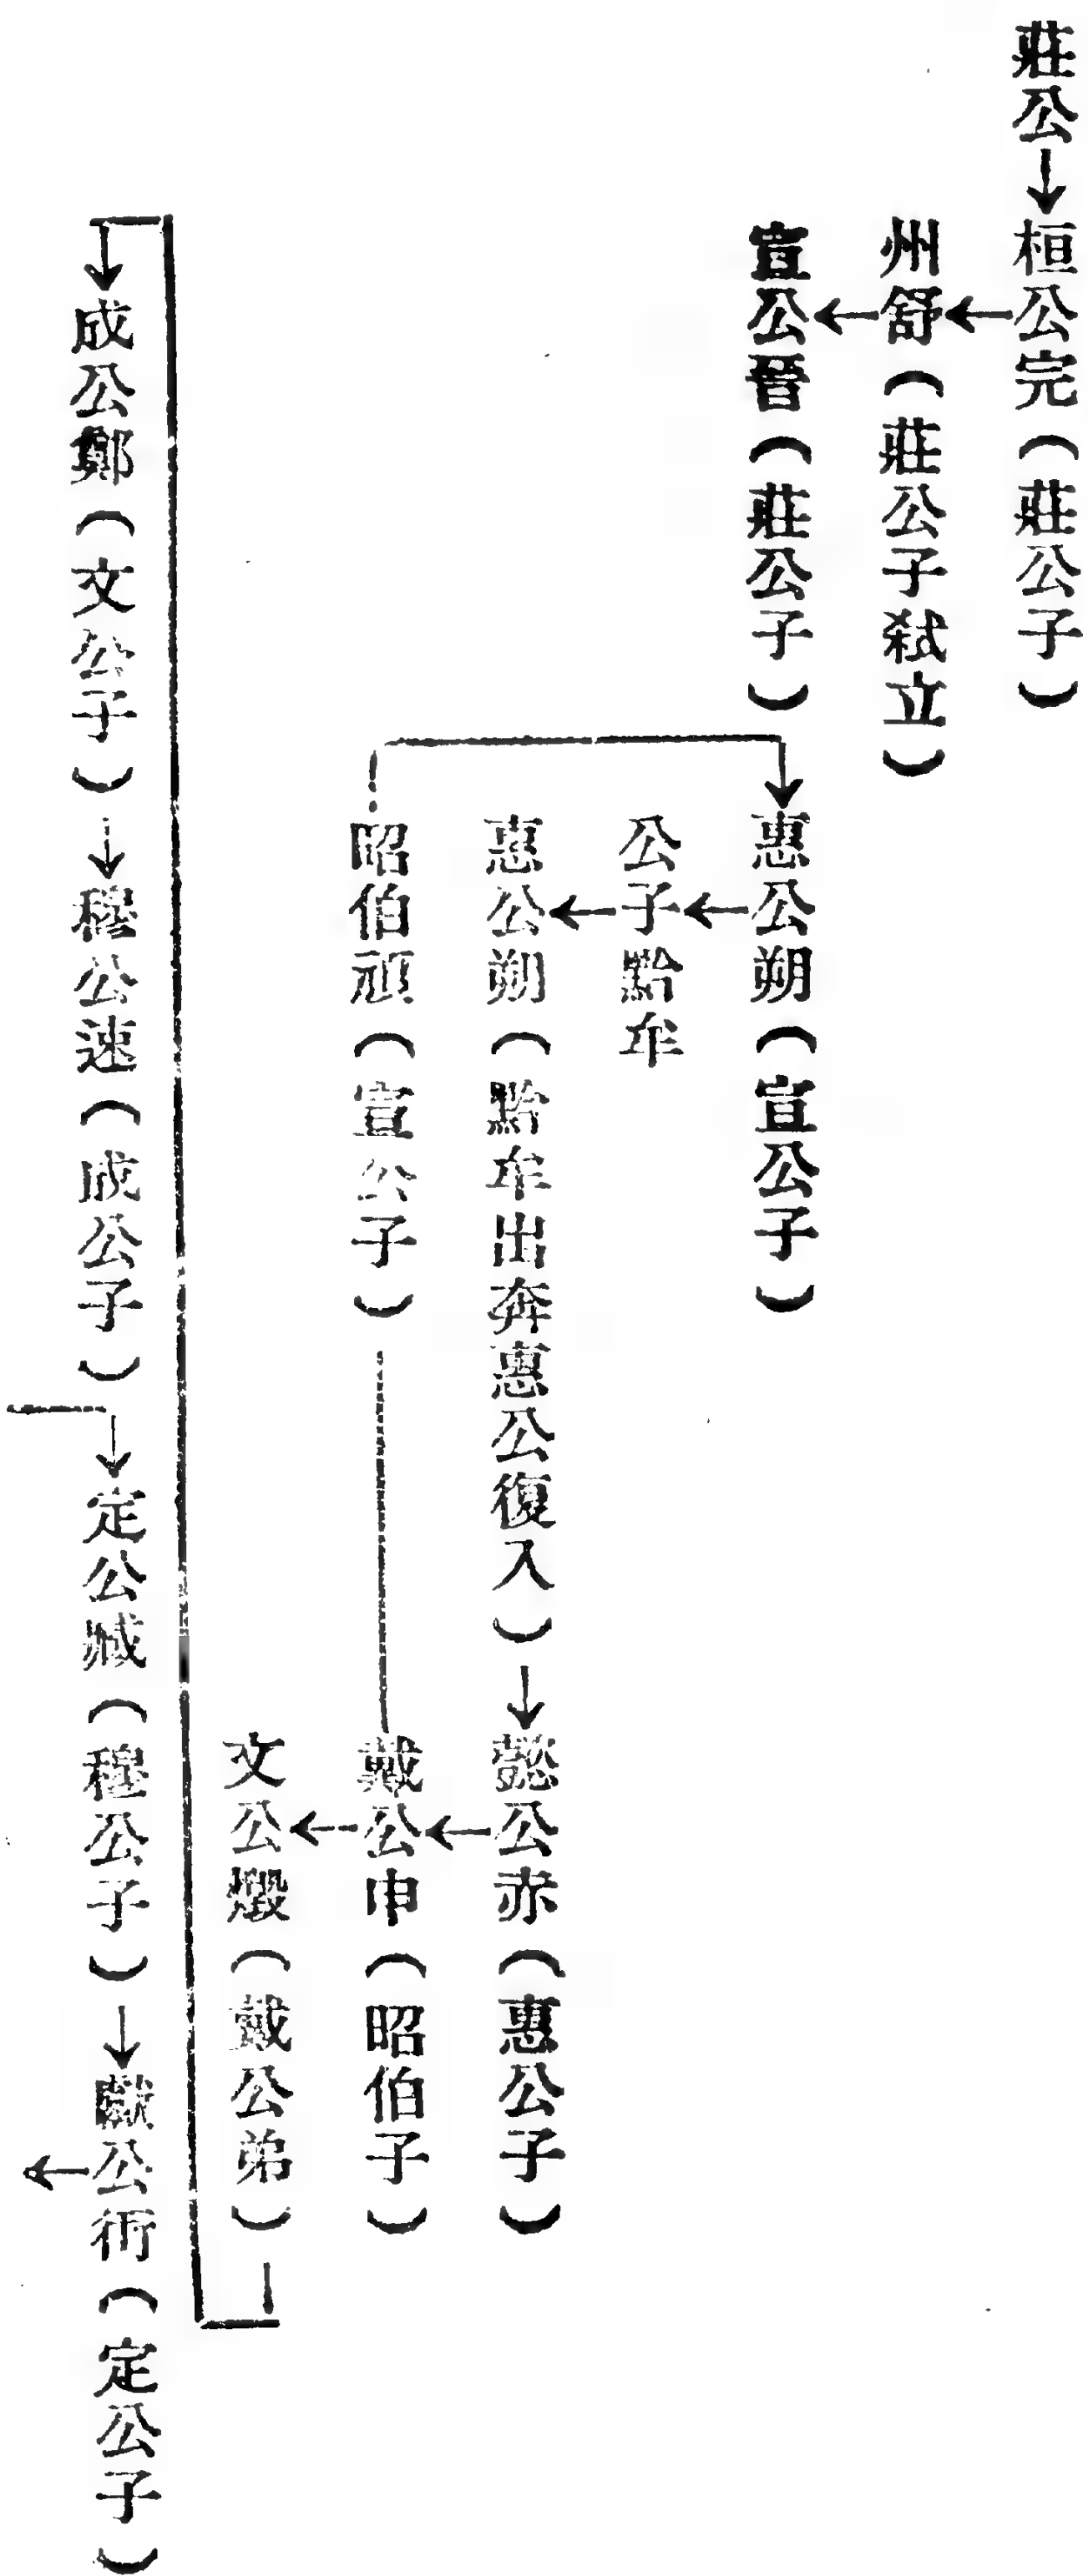 莊公→桓公完（莊公子）
州舒（莊公子弒立）
宣公晉（莊公子）→惠公朔（宣公子）
公子黔牟
惠公朔（黔牟出奔惠公復入）→懿公赤（惠公子）
昭伯頑（宣公子）
戴公申（昭伯子）
文公燬（戴公弟）
成公鄭（文公子）→穆公速（成公子）→定公臧（穆公子）→獻公衎（定公子）